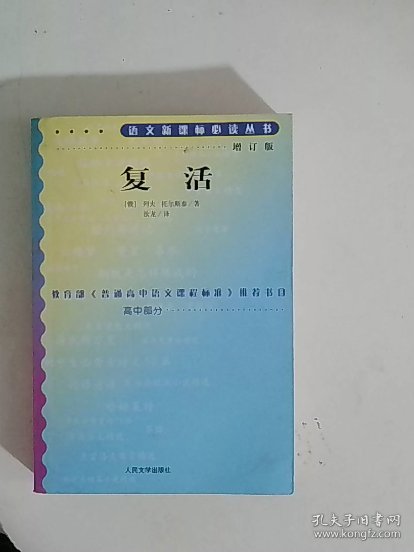 语文新课标必读丛书
增订版
复活
[俄] 列夫·托尔斯泰/著
汝龙/译
教育部《普通高中语文课程标准》推荐书目
高中部分
人民文学出版社
孔夫子旧书网
www.kongfz.com